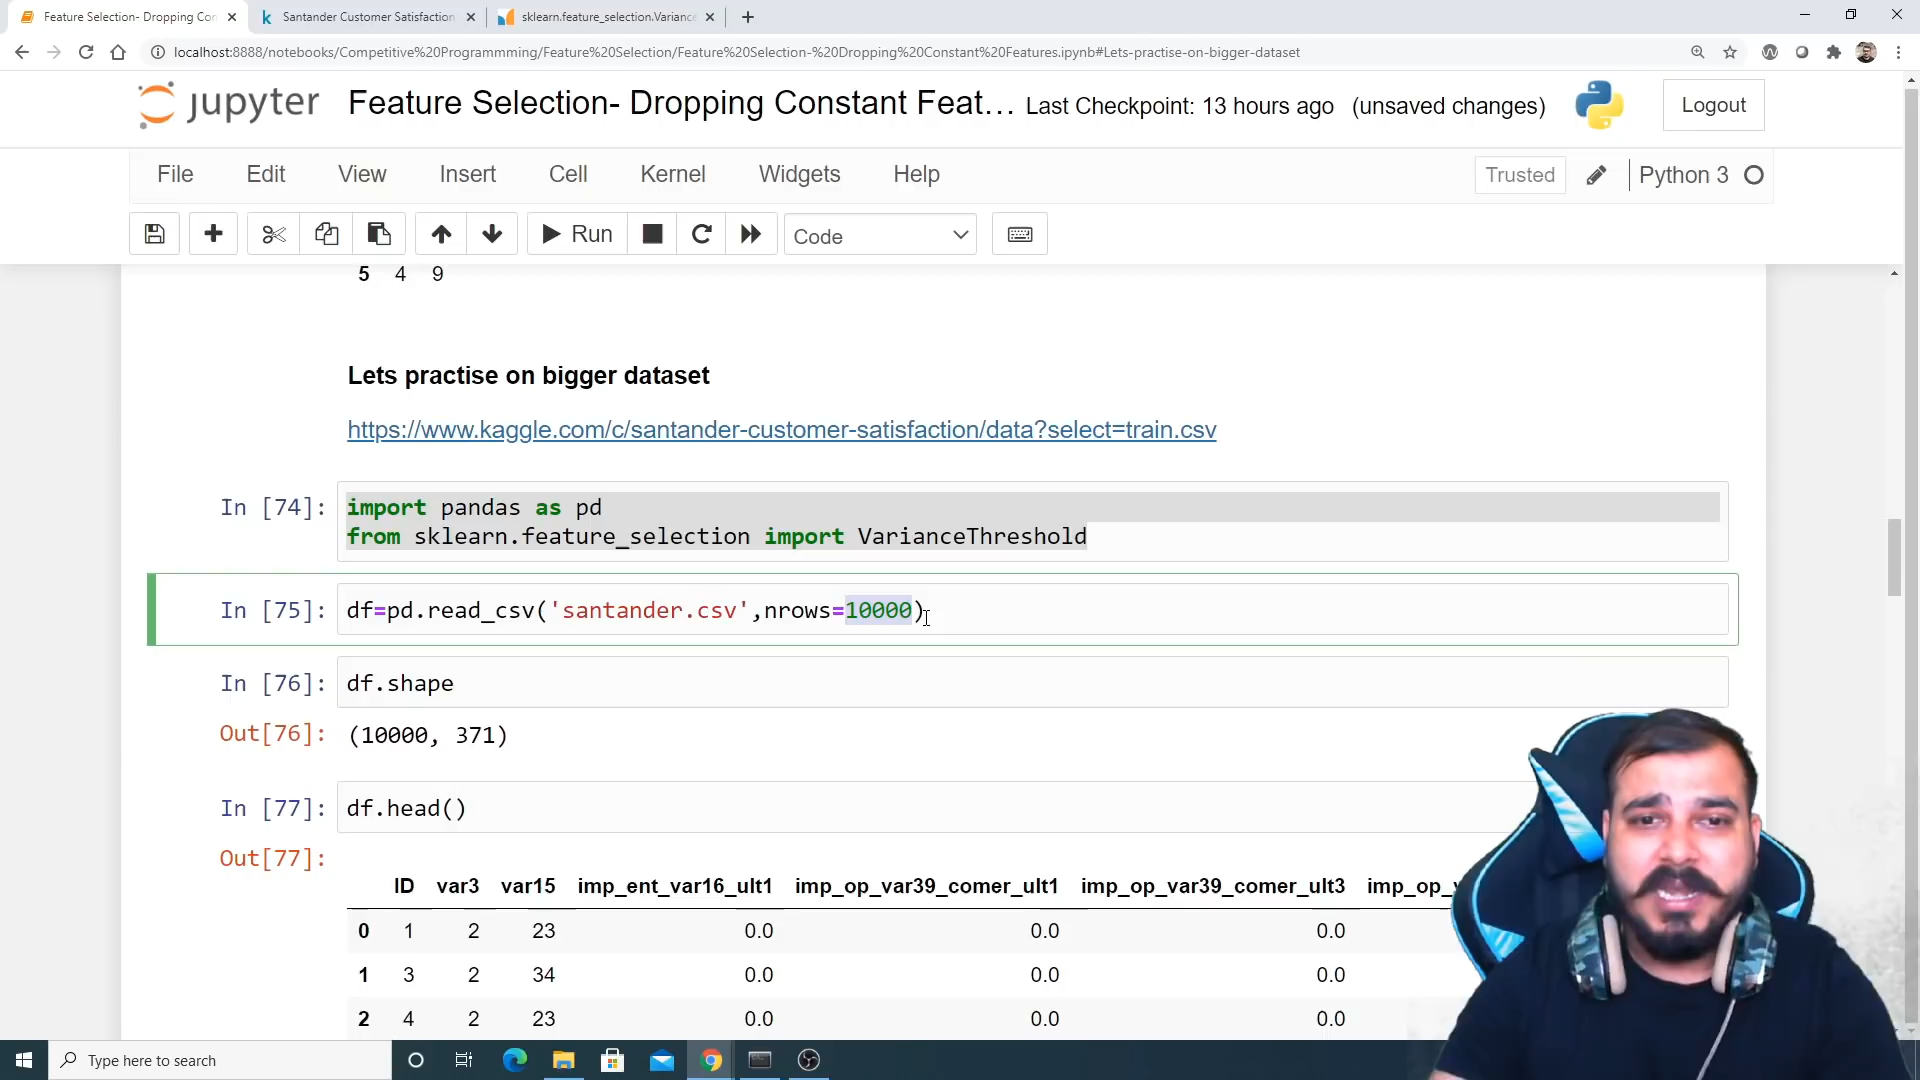 Feature Selection- Dropping Con
Santander Customer Satisfaction
sklearn.feature_selection.Varianc
localhost:8888/notebooks/Competitive%20Programmming/Feature%20Selection/Feature%20Selection-%20Dropping%20Constant%20Features.ipynb#Lets-practise-on-bigger-dataset
jupyter Feature Selection- Dropping Constant Feat... Last Checkpoint: 13 hours ago (unsaved changes) Logout
File Edit View Insert Cell Kernel Widgets Help Trusted Python 3
Run Code
5 4 9
Lets practise on bigger dataset
https://www.kaggle.com/c/santander-customer-satisfaction/data?select=train.csv
In [74]: import pandas as pd
from sklearn.feature_selection import VarianceThreshold
In [75]: df=pd.read_csv('santander.csv',nrows=10000)
In [76]: df.shape
Out[76]: (10000, 371)
In [77]: df.head()
Out[77]:
ID var3 var15 imp_ent_var16_ult1 imp_op_var39_comer_ult1 imp_op_var39_comer_ult3 imp_op_v
0 1 2 23 0.0 0.0 0.0
1 3 2 34 0.0 0.0 0.0
2 4 2 23 0.0 0.0 0.0
Type here to search